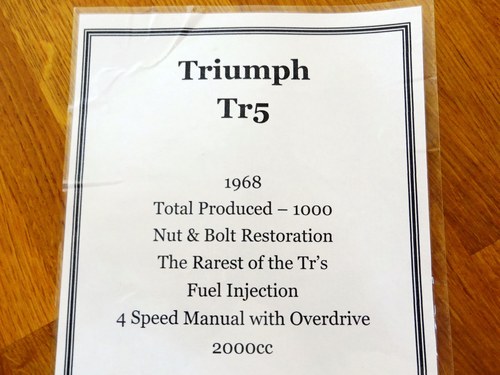 Triumph
Tr5
1968
Total Produced – 1000
Nut & Bolt Restoration
The Rarest of the Tr's
Fuel Injection
4 Speed Manual with Overdrive
2000cc